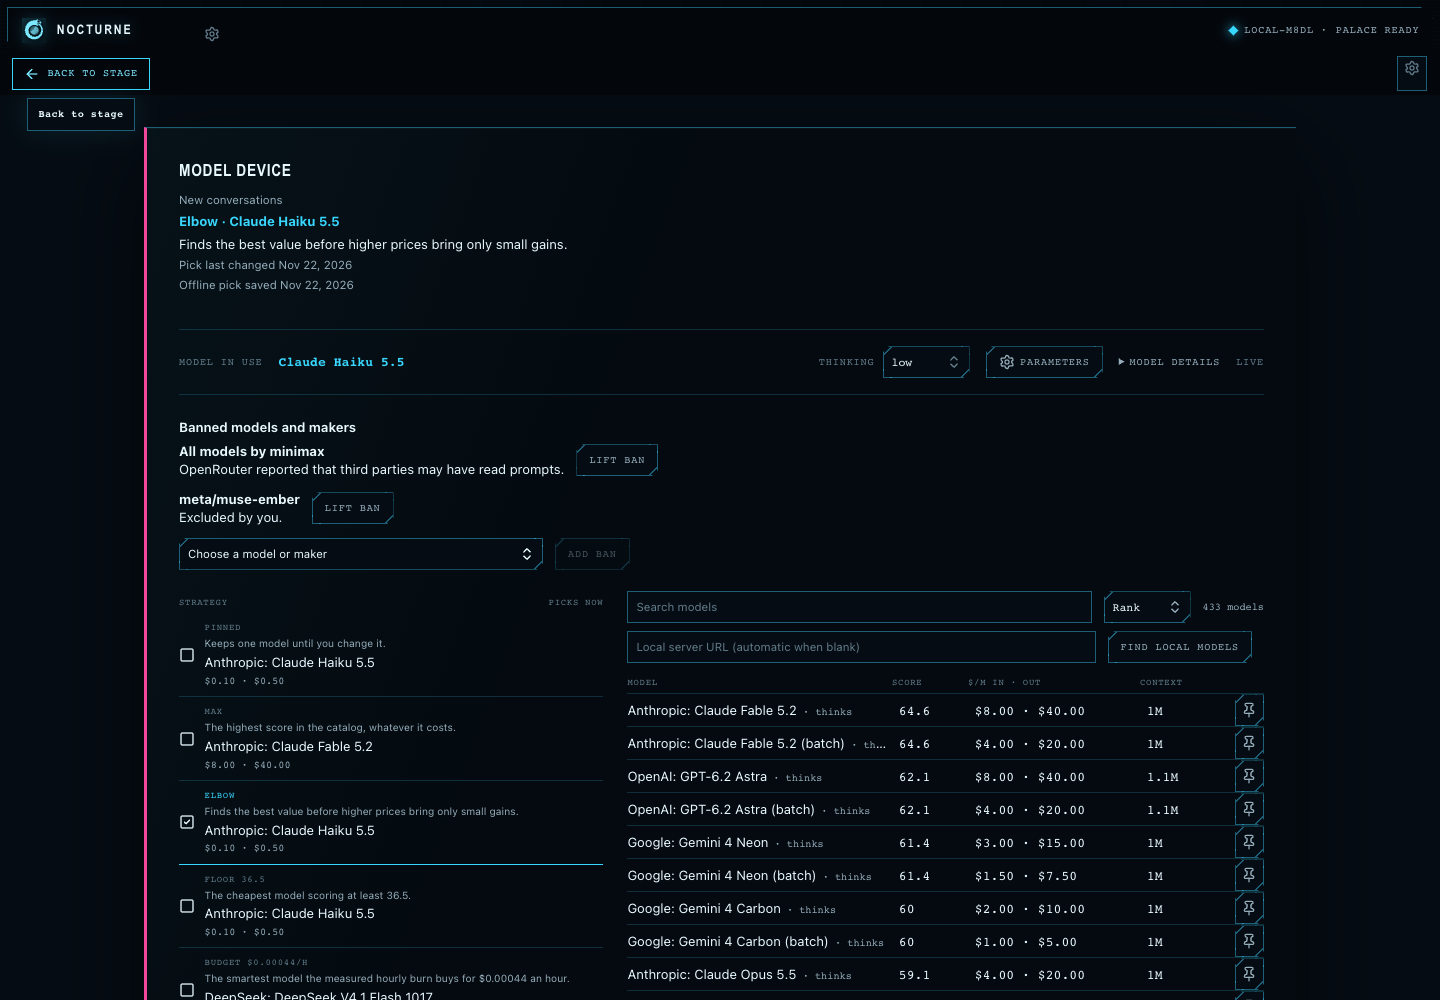 NOCTURNE
LOCAL-M8DL · PALACE READY
BACK TO STAGE
Back to stage
MODEL DEVICE
New conversations
Elbow · Claude Haiku 5.5
Finds the best value before higher prices bring only small gains.
Pick last changed Nov 22, 2026
Offline pick saved Nov 22, 2026
MODEL IN USE Claude Haiku 5.5
THINKING low PARAMETERS MODEL DETAILS LIVE
Banned models and makers
All models by minimax
OpenRouter reported that third parties may have read prompts.
LIFT BAN
meta/muse-ember
Excluded by you.
LIFT BAN
Choose a model or maker
ADD BAN
STRATEGY PICKS NOW
PINNED
Keeps one model until you change it.
Anthropic: Claude Haiku 5.5
$0.10 · $0.50
MAX
The highest score in the catalog, whatever it costs.
Anthropic: Claude Fable 5.2
$8.00 · $40.00
ELBOW
Finds the best value before higher prices bring only small gains.
Anthropic: Claude Haiku 5.5
$0.10 · $0.50
FLOOR 36.5
The cheapest model scoring at least 36.5.
Anthropic: Claude Haiku 5.5
$0.10 · $0.50
BUDGET $0.00044/H
The smartest model the measured hourly burn buys for $0.00044 an hour.
DeepSeek: DeepSeek V4.1 Flash 1017
Search models
Rank
433 models
Local server URL (automatic when blank)
FIND LOCAL MODELS
MODEL SCORE $/M IN · OUT CONTEXT
Anthropic: Claude Fable 5.2 · thinks 64.6 $8.00 · $40.00 1M
Anthropic: Claude Fable 5.2 (batch) · th... 64.6 $4.00 · $20.00 1M
OpenAI: GPT-6.2 Astra · thinks 62.1 $8.00 · $40.00 1.1M
OpenAI: GPT-6.2 Astra (batch) · thinks 62.1 $4.00 · $20.00 1.1M
Google: Gemini 4 Neon · thinks 61.4 $3.00 · $15.00 1M
Google: Gemini 4 Neon (batch) · thinks 61.4 $1.50 · $7.50 1M
Google: Gemini 4 Carbon · thinks 60 $2.00 · $10.00 1M
Google: Gemini 4 Carbon (batch) · thinks 60 $1.00 · $5.00 1M
Anthropic: Claude Opus 5.5 · thinks 59.1 $4.00 · $20.00 1M